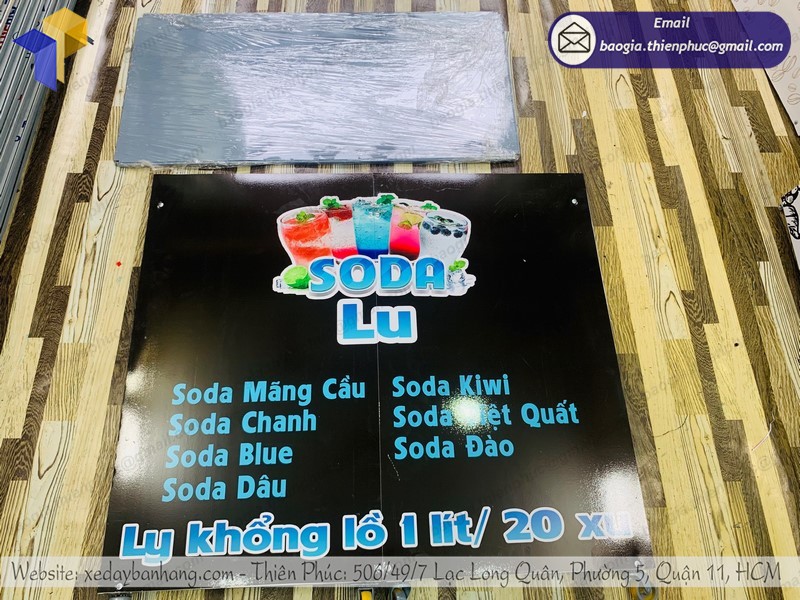 Email
baogia.thienphuc@gmail.com
SODA
Lu
Soda Mãng Cầu
Soda Chanh
Soda Blue
Soda Dâu
Soda Kiwi
Soda Quất
Soda Đào
Ly khổng lồ 1 lít/ 20 xu
Website: xedaybanhang.com - Thiên Phúc: 506/49/7 Lạc Long Quân, Phường 5, Quận 11, HCM